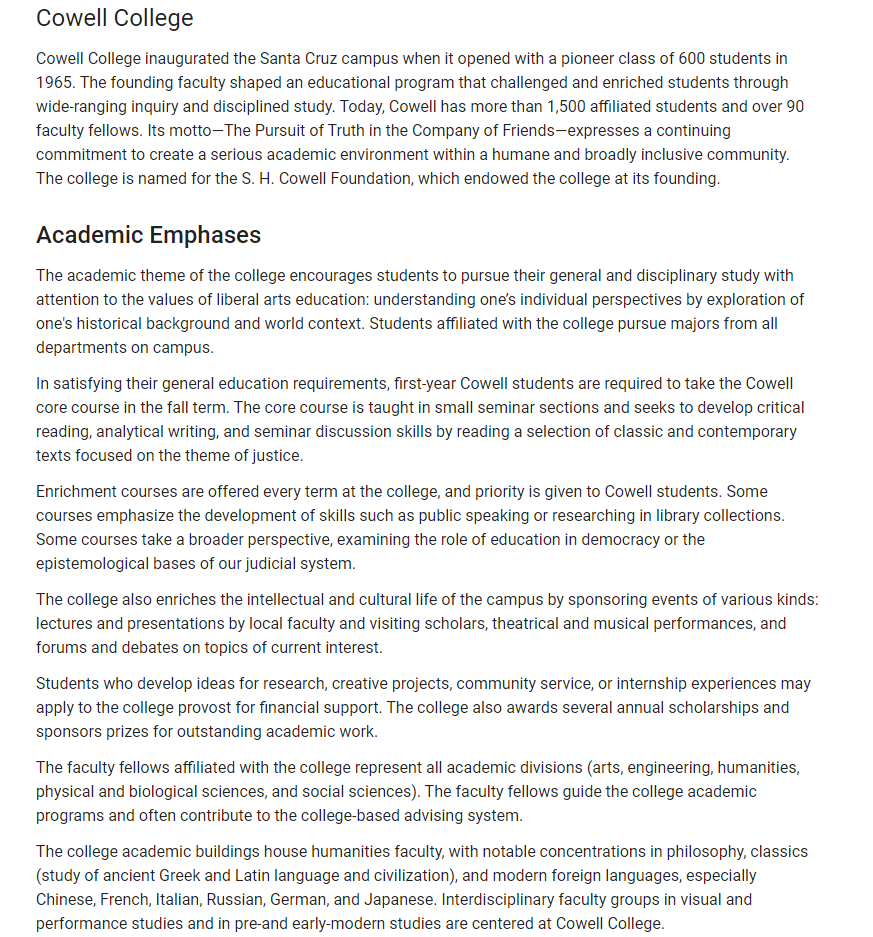 Cowell College
Cowell College inaugurated the Santa Cruz campus when it opened with a pioneer class of 600 students in
1965. The founding faculty shaped an educational program that challenged and enriched students through
wide-ranging inquiry and disciplined study. Today, Cowell has more than 1,500 affiliated students and over 90
faculty fellows. Its motto—The Pursuit of Truth in the Company of Friends—expresses a continuing
commitment to create a serious academic environment within a humane and broadly inclusive community.
The college is named for the S. H. Cowell Foundation, which endowed the college at its founding.
Academic Emphases
The academic theme of the college encourages students to pursue their general and disciplinary study with
attention to the values of liberal arts education: understanding one’s individual perspectives by exploration of
one's historical background and world context. Students affiliated with the college pursue majors from all
departments on campus.
In satisfying their general education requirements, first-year Cowell students are required to take the Cowell
core course in the fall term. The core course is taught in small seminar sections and seeks to develop critical
reading, analytical writing, and seminar discussion skills by reading a selection of classic and contemporary
texts focused on the theme of justice.
Enrichment courses are offered every term at the college, and priority is given to Cowell students. Some
courses emphasize the development of skills such as public speaking or researching in library collections.
Some courses take a broader perspective, examining the role of education in democracy or the
epistemological bases of our judicial system.
The college also enriches the intellectual and cultural life of the campus by sponsoring events of various kinds:
lectures and presentations by local faculty and visiting scholars, theatrical and musical performances, and
forums and debates on topics of current interest.
Students who develop ideas for research, creative projects, community service, or internship experiences may
apply to the college provost for financial support. The college also awards several annual scholarships and
sponsors prizes for outstanding academic work.
The faculty fellows affiliated with the college represent all academic divisions (arts, engineering, humanities,
physical and biological sciences, and social sciences). The faculty fellows guide the college academic
programs and often contribute to the college-based advising system.
The college academic buildings house humanities faculty, with notable concentrations in philosophy, classics
(study of ancient Greek and Latin language and civilization), and modern foreign languages, especially
Chinese, French, Italian, Russian, German, and Japanese. Interdisciplinary faculty groups in visual and
performance studies and in pre-and early-modern studies are centered at Cowell College.